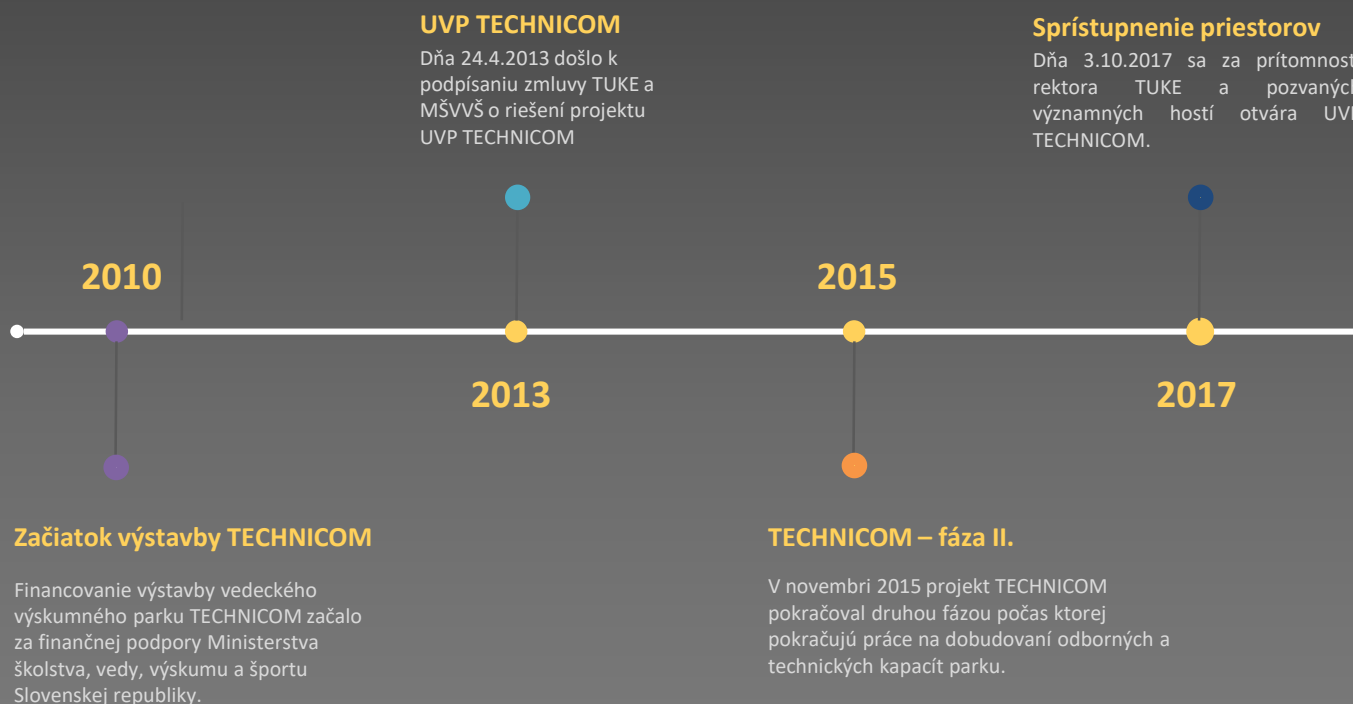 UVP TECHNICOM
Dňa 24.4.2013 došlo k
podpísaniu zmluvy TUKE a
MŠVVŠ o riešení projektu
UVP TECHNICOM
Sprístupnenie priestorov
Dňa 3.10.2017 sa za prítomnost
rektora TUKE a pozvaných
významných hostí otvára UVP
TECHNICOM.
2010
2015
2013
2017
Začiatok výstavby TECHNICOM
Financovanie výstavby vedeckého
výskumného parku TECHNICOM začalo
za finančnej podpory Ministerstva
školstva, vedy, výskumu a športu
Slovenskej republiky.
TECHNICOM – fáza II.
V novembri 2015 projekt TECHNICOM
pokračoval druhou fázou počas ktorej
pokračujú práce na dobudovaní odborných a
technických kapacít parku.